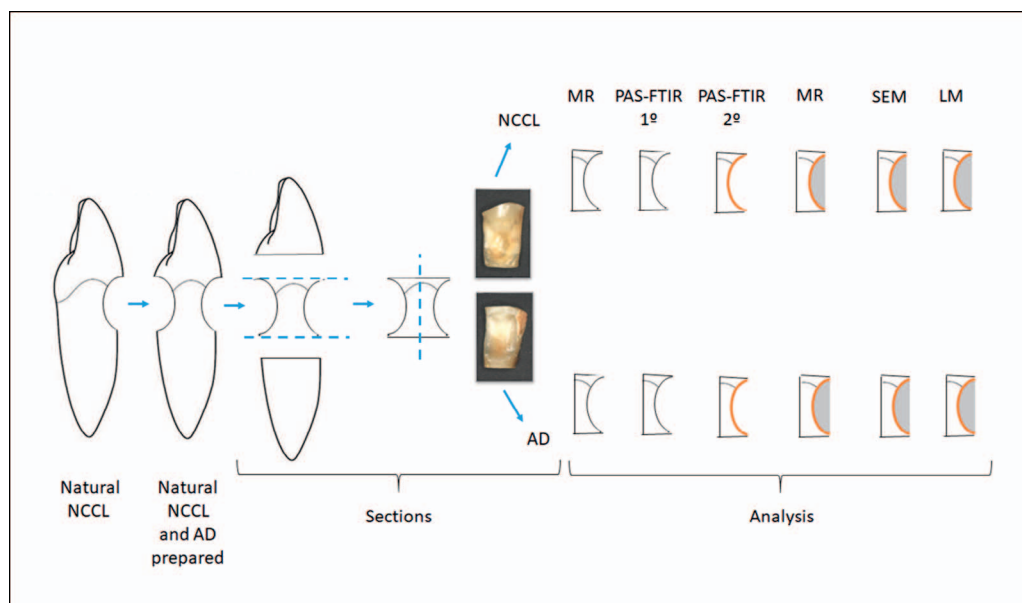 MR PAS-FTIR PAS-FTIR MR SEM LM
1º 2º
NCCL
AD
Natural
NCCL
Natural
NCCL
and AD
prepared
Sections
Analysis